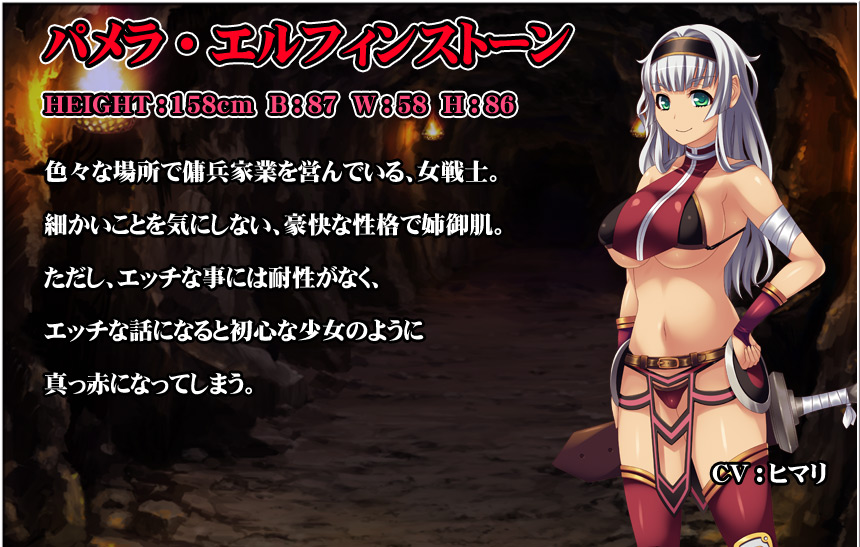 パメラ・エルフィンストーン
HEIGHT：158cm B：87 W：58 H：86
色々な場所で傭兵家業を営んでいる、女戦士。
細かいことを気にしない、豪快な性格で姉御肌。
ただし、エッチな事には耐性がなく、
エッチな話になると初心な少女のように
真っ赤になってしまう。
CV：ヒマリ